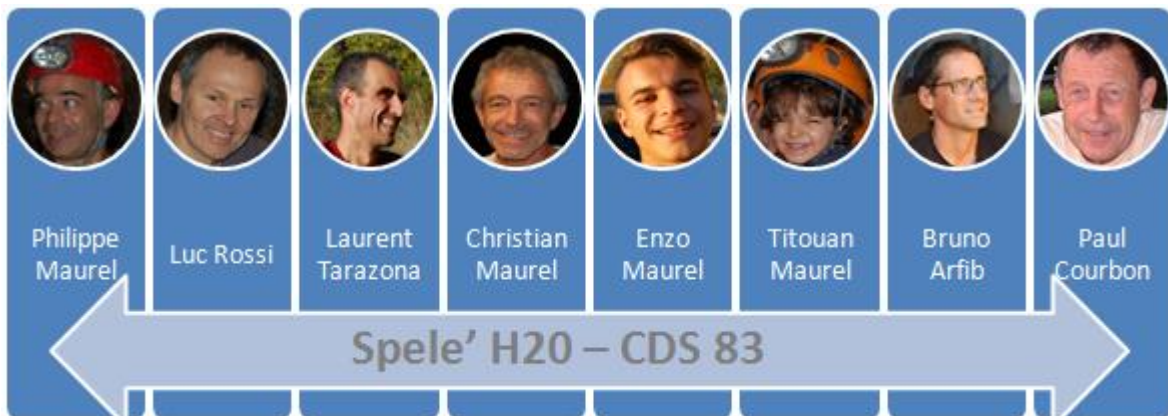 Philippe
Maurel
Luc Rossi
Laurent
Tarazona
Christian
Maurel
Enzo
Maurel
Titouan
Maurel
Bruno
Arfib
Paul
Courbon
Spele' H20 – CDS 83